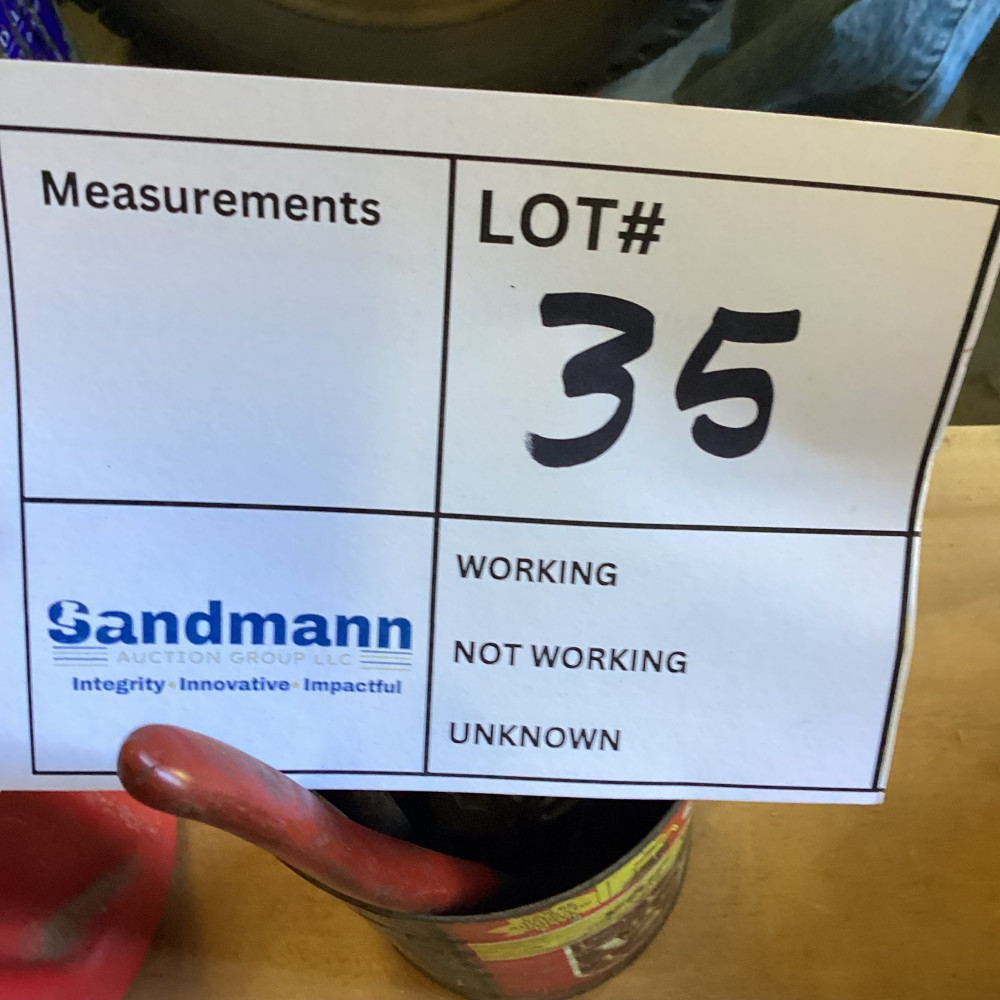 Measurements
LOT#
35
Sandmann
AUCTION GROUP LLC
Integrity • Innovative • Impactful
WORKING
NOT WORKING
UNKNOWN